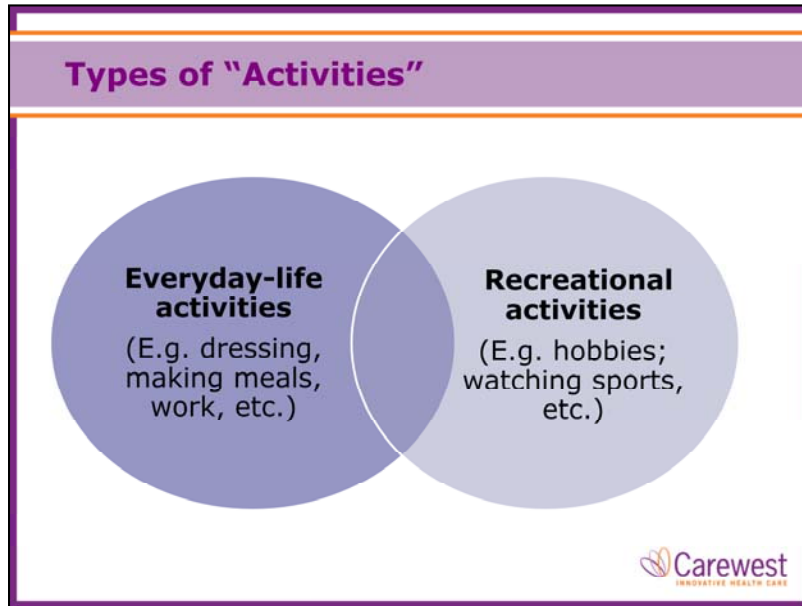 Types of “Activities”
Everyday-life
activities
(E.g. dressing,
making meals,
work, etc.)
Recreational
activities
(E.g. hobbies;
watching sports,
etc.)
Carewest
INNOVATIVE HEALTH CARE